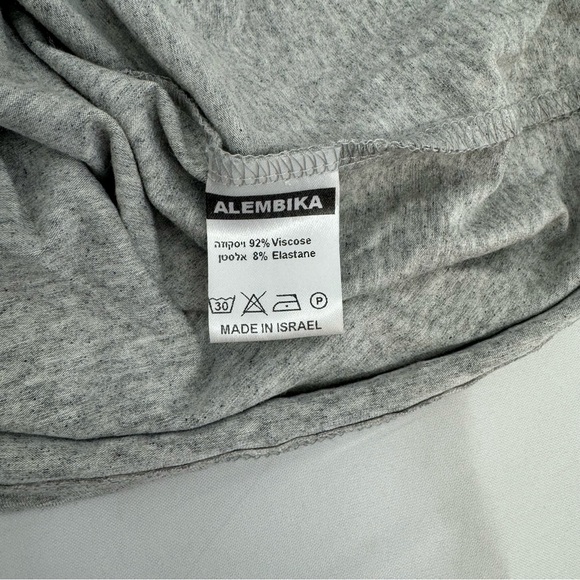 ALEMBIKA
ויסקוזה 92% Viscose
אלסטן 8% Elastane
30 P
MADE IN ISRAEL